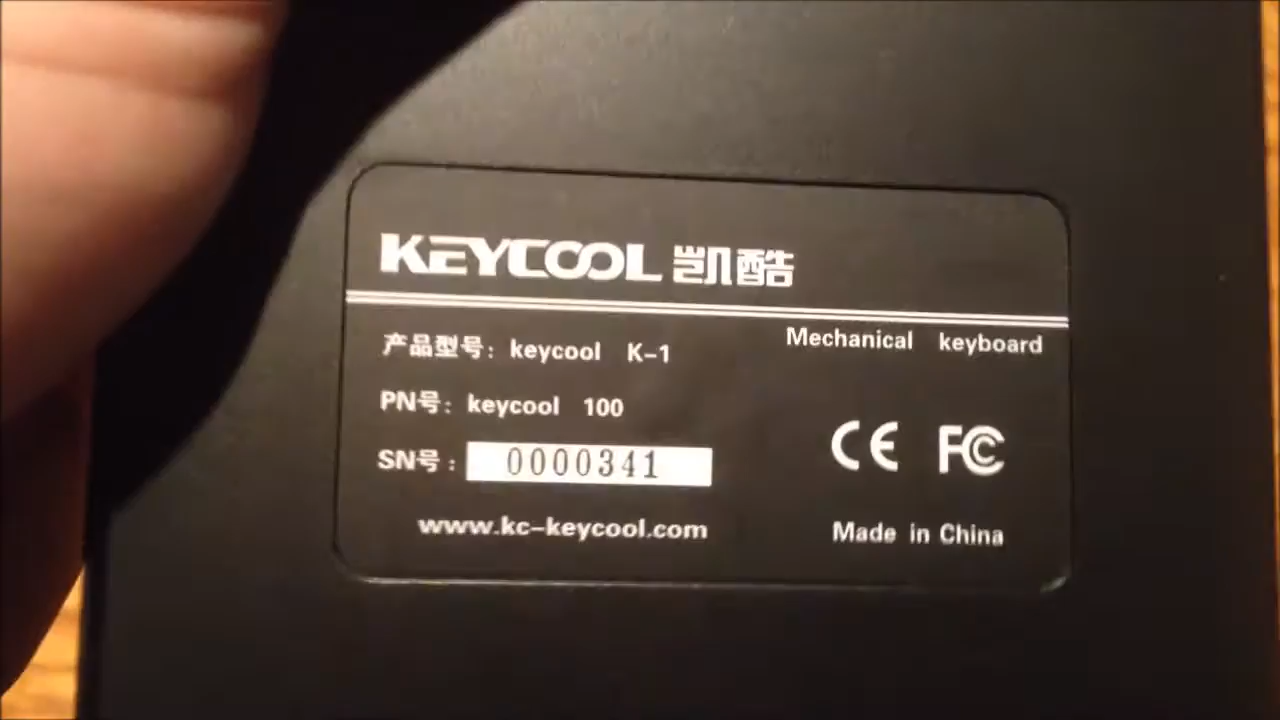 KEYCOOL 凯酷
Mechanical keyboard
产品型号: keycool K-1
PN号: keycool 100
SN号: 0000341
CE FC
www.kc-keycool.com
Made in China